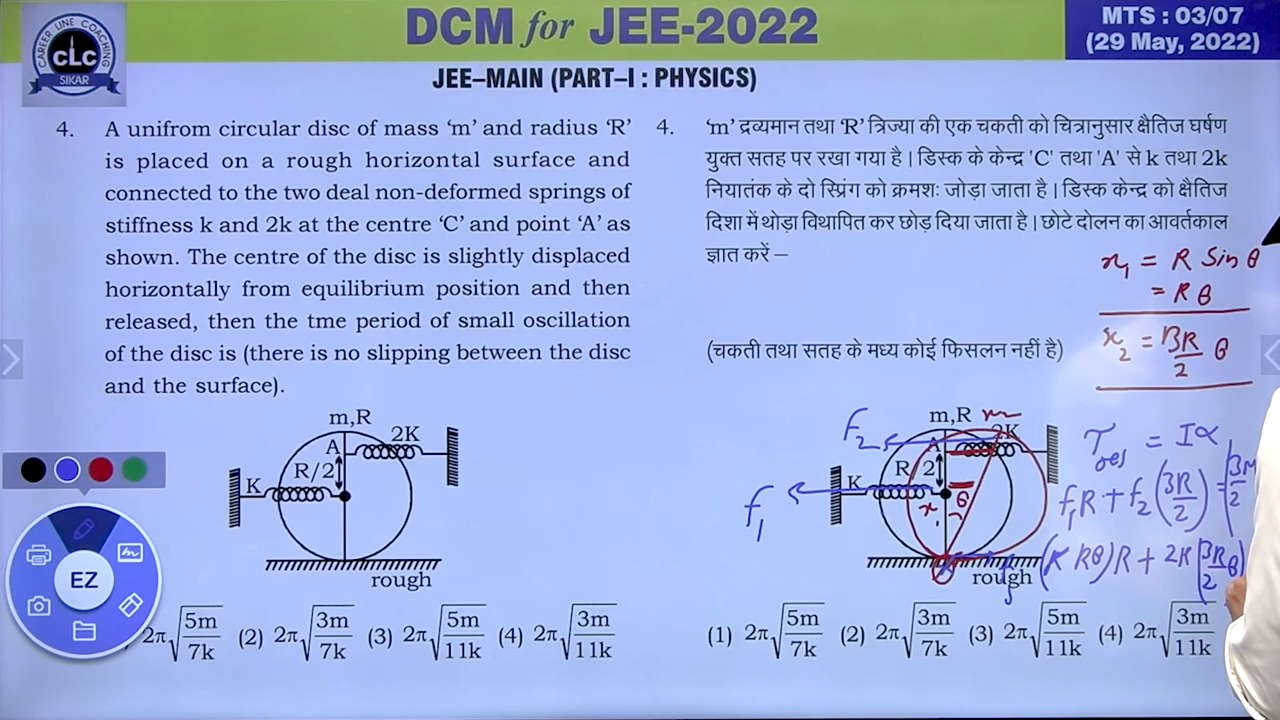 CAREER LINE COACHING
CLC
SIKAR
DCM for JEE-2022
MTS : 03/07
(29 May, 2022)
JEE–MAIN (PART–I : PHYSICS)
4. A unifrom circular disc of mass ‘m’ and radius ‘R’
is placed on a rough horizontal surface and
connected to the two deal non-deformed springs of
stiffness k and 2k at the centre ‘C’ and point ‘A’ as
shown. The centre of the disc is slightly displaced
horizontally from equilibrium position and then
released, then the tme period of small oscillation
of the disc is (there is no slipping between the disc
and the surface).
m,R
A
2K
R/2
K
rough
2π√(5m/7k) (2) 2π√(3m/7k) (3) 2π√(5m/11k) (4) 2π√(3m/11k)
4. ‘m’ द्रव्यमान तथा ‘R’ त्रिज्या की एक चकती को चित्रानुसार क्षैतिज घर्षण
युक्त सतह पर रखा गया है। डिस्क के केन्द्र 'C' तथा 'A' से k तथा 2k
नियातंक के दो स्प्रिंग को क्रमशः जोड़ा जाता है। डिस्क केन्द्र को क्षैतिज
दिशा में थोड़ा विथापित कर छोड़ दिया जाता है। छोटे दोलन का आवर्तकाल
ज्ञात करें –
(चकती तथा सतह के मध्य कोई फिसलन नहीं है)
m,R
A
2K
R/2
K
rough
(1) 2π√(5m/7k) (2) 2π√(3m/7k) (3) 2π√(5m/11k) (4) 2π√(3m/11k)
x₁ = R Sin θ
= R θ
x₂ = 3R/2 θ
F₂
f₁
θ
x₁
τres = Iα
f₁R + f₂(3R/2) = (3M/2
(K Rθ)R + 2K(3R/2 θ)
EZ